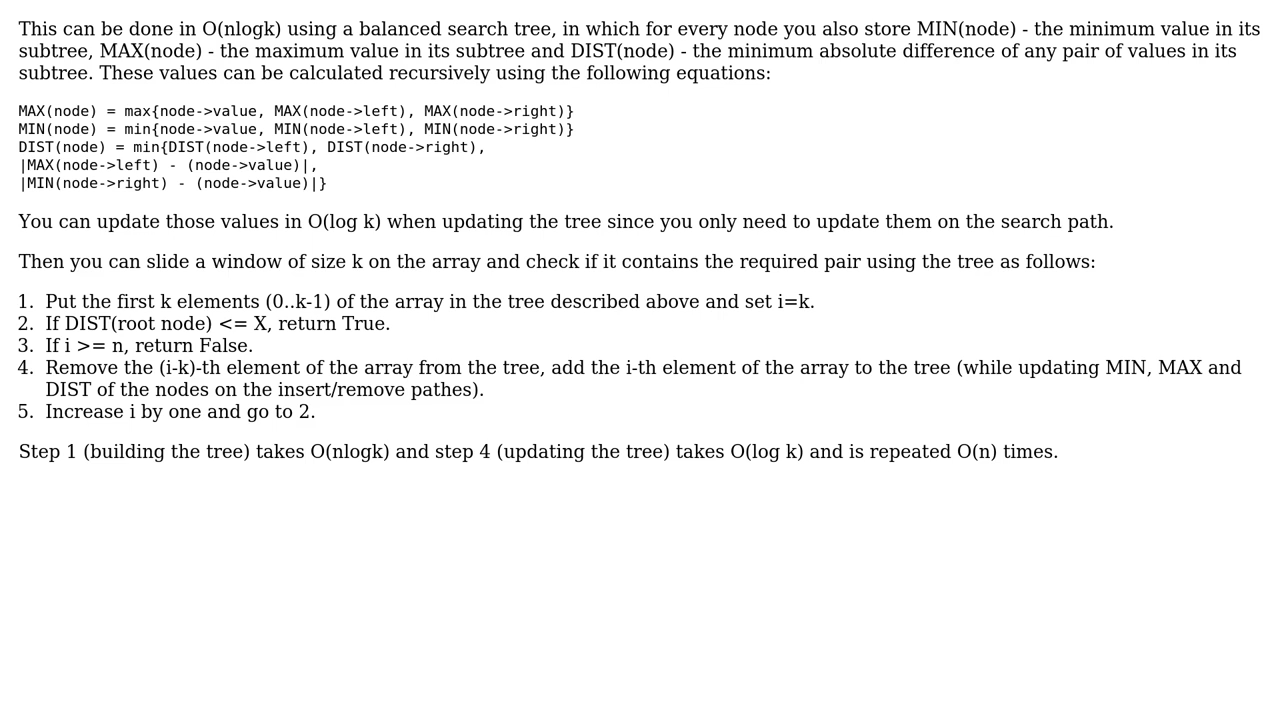 This can be done in O(nlogk) using a balanced search tree, in which for every node you also store MIN(node) - the minimum value in its
subtree, MAX(node) - the maximum value in its subtree and DIST(node) - the minimum absolute difference of any pair of values in its
subtree. These values can be calculated recursively using the following equations:
MAX(node) = max{node->value, MAX(node->left), MAX(node->right)}
MIN(node) = min{node->value, MIN(node->left), MIN(node->right)}
DIST(node) = min{DIST(node->left), DIST(node->right),
|MAX(node->left) - (node->value)|,
|MIN(node->right) - (node->value)|}
You can update those values in O(log k) when updating the tree since you only need to update them on the search path.
Then you can slide a window of size k on the array and check if it contains the required pair using the tree as follows:
1. Put the first k elements (0..k-1) of the array in the tree described above and set i=k.
2. If DIST(root node) <= X, return True.
3. If i >= n, return False.
4. Remove the (i-k)-th element of the array from the tree, add the i-th element of the array to the tree (while updating MIN, MAX and
DIST of the nodes on the insert/remove pathes).
5. Increase i by one and go to 2.
Step 1 (building the tree) takes O(nlogk) and step 4 (updating the tree) takes O(log k) and is repeated O(n) times.